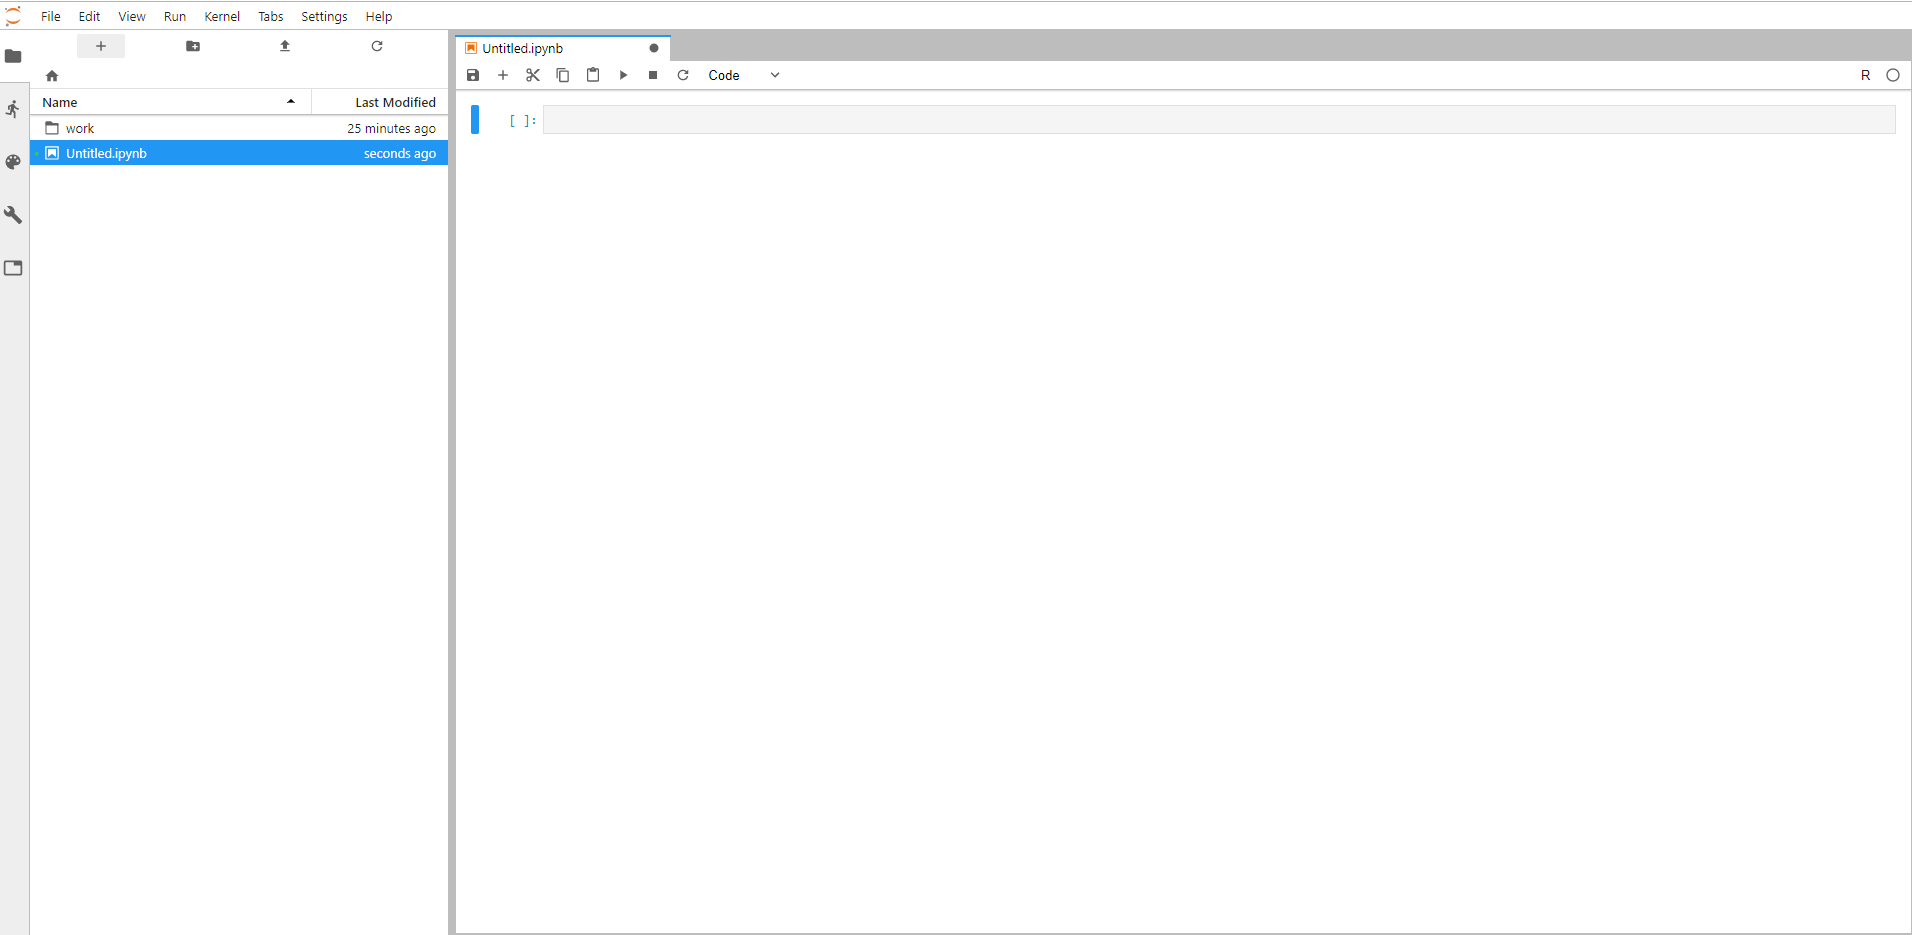 File Edit View Run Kernel Tabs Settings Help
Untitled.ipynb
Code
R
Name Last Modified
work 25 minutes ago
Untitled.ipynb seconds ago
[ ]: